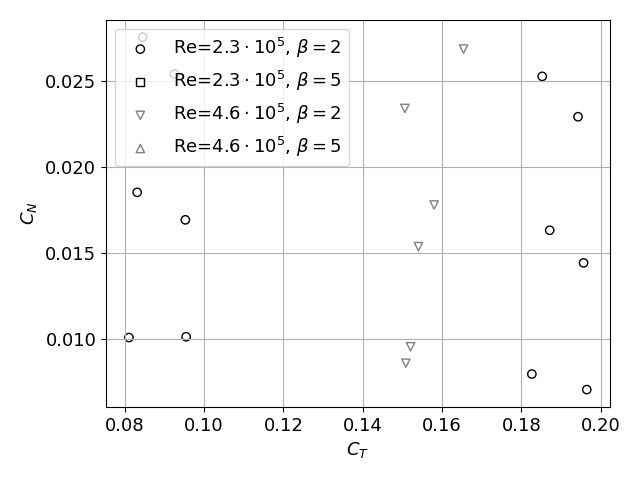 Re=2.3 · 10⁵, β = 2
Re=2.3 · 10⁵, β = 5
Re=4.6 · 10⁵, β = 2
Re=4.6 · 10⁵, β = 5
0.025
0.020
0.015
0.010
C_N
0.08 0.10 0.12 0.14 0.16 0.18 0.20
C_T